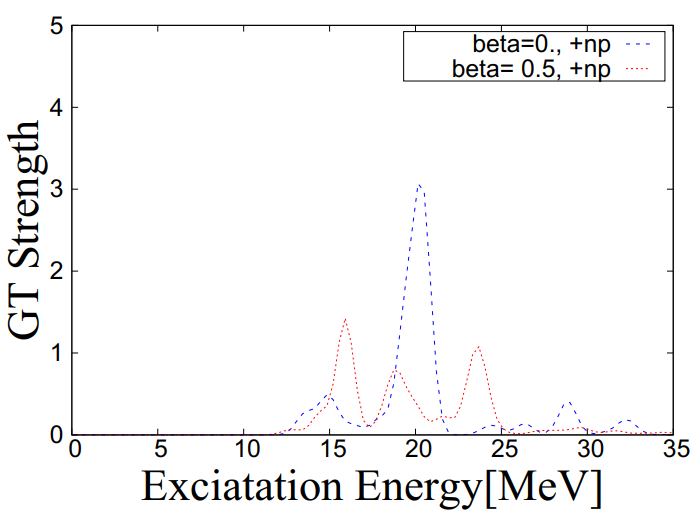 5
beta=0., +np
beta= 0.5, +np
4
3
2
1
0
GT Strength
0 5 10 15 20 25 30 35
Exciatation Energy[MeV]